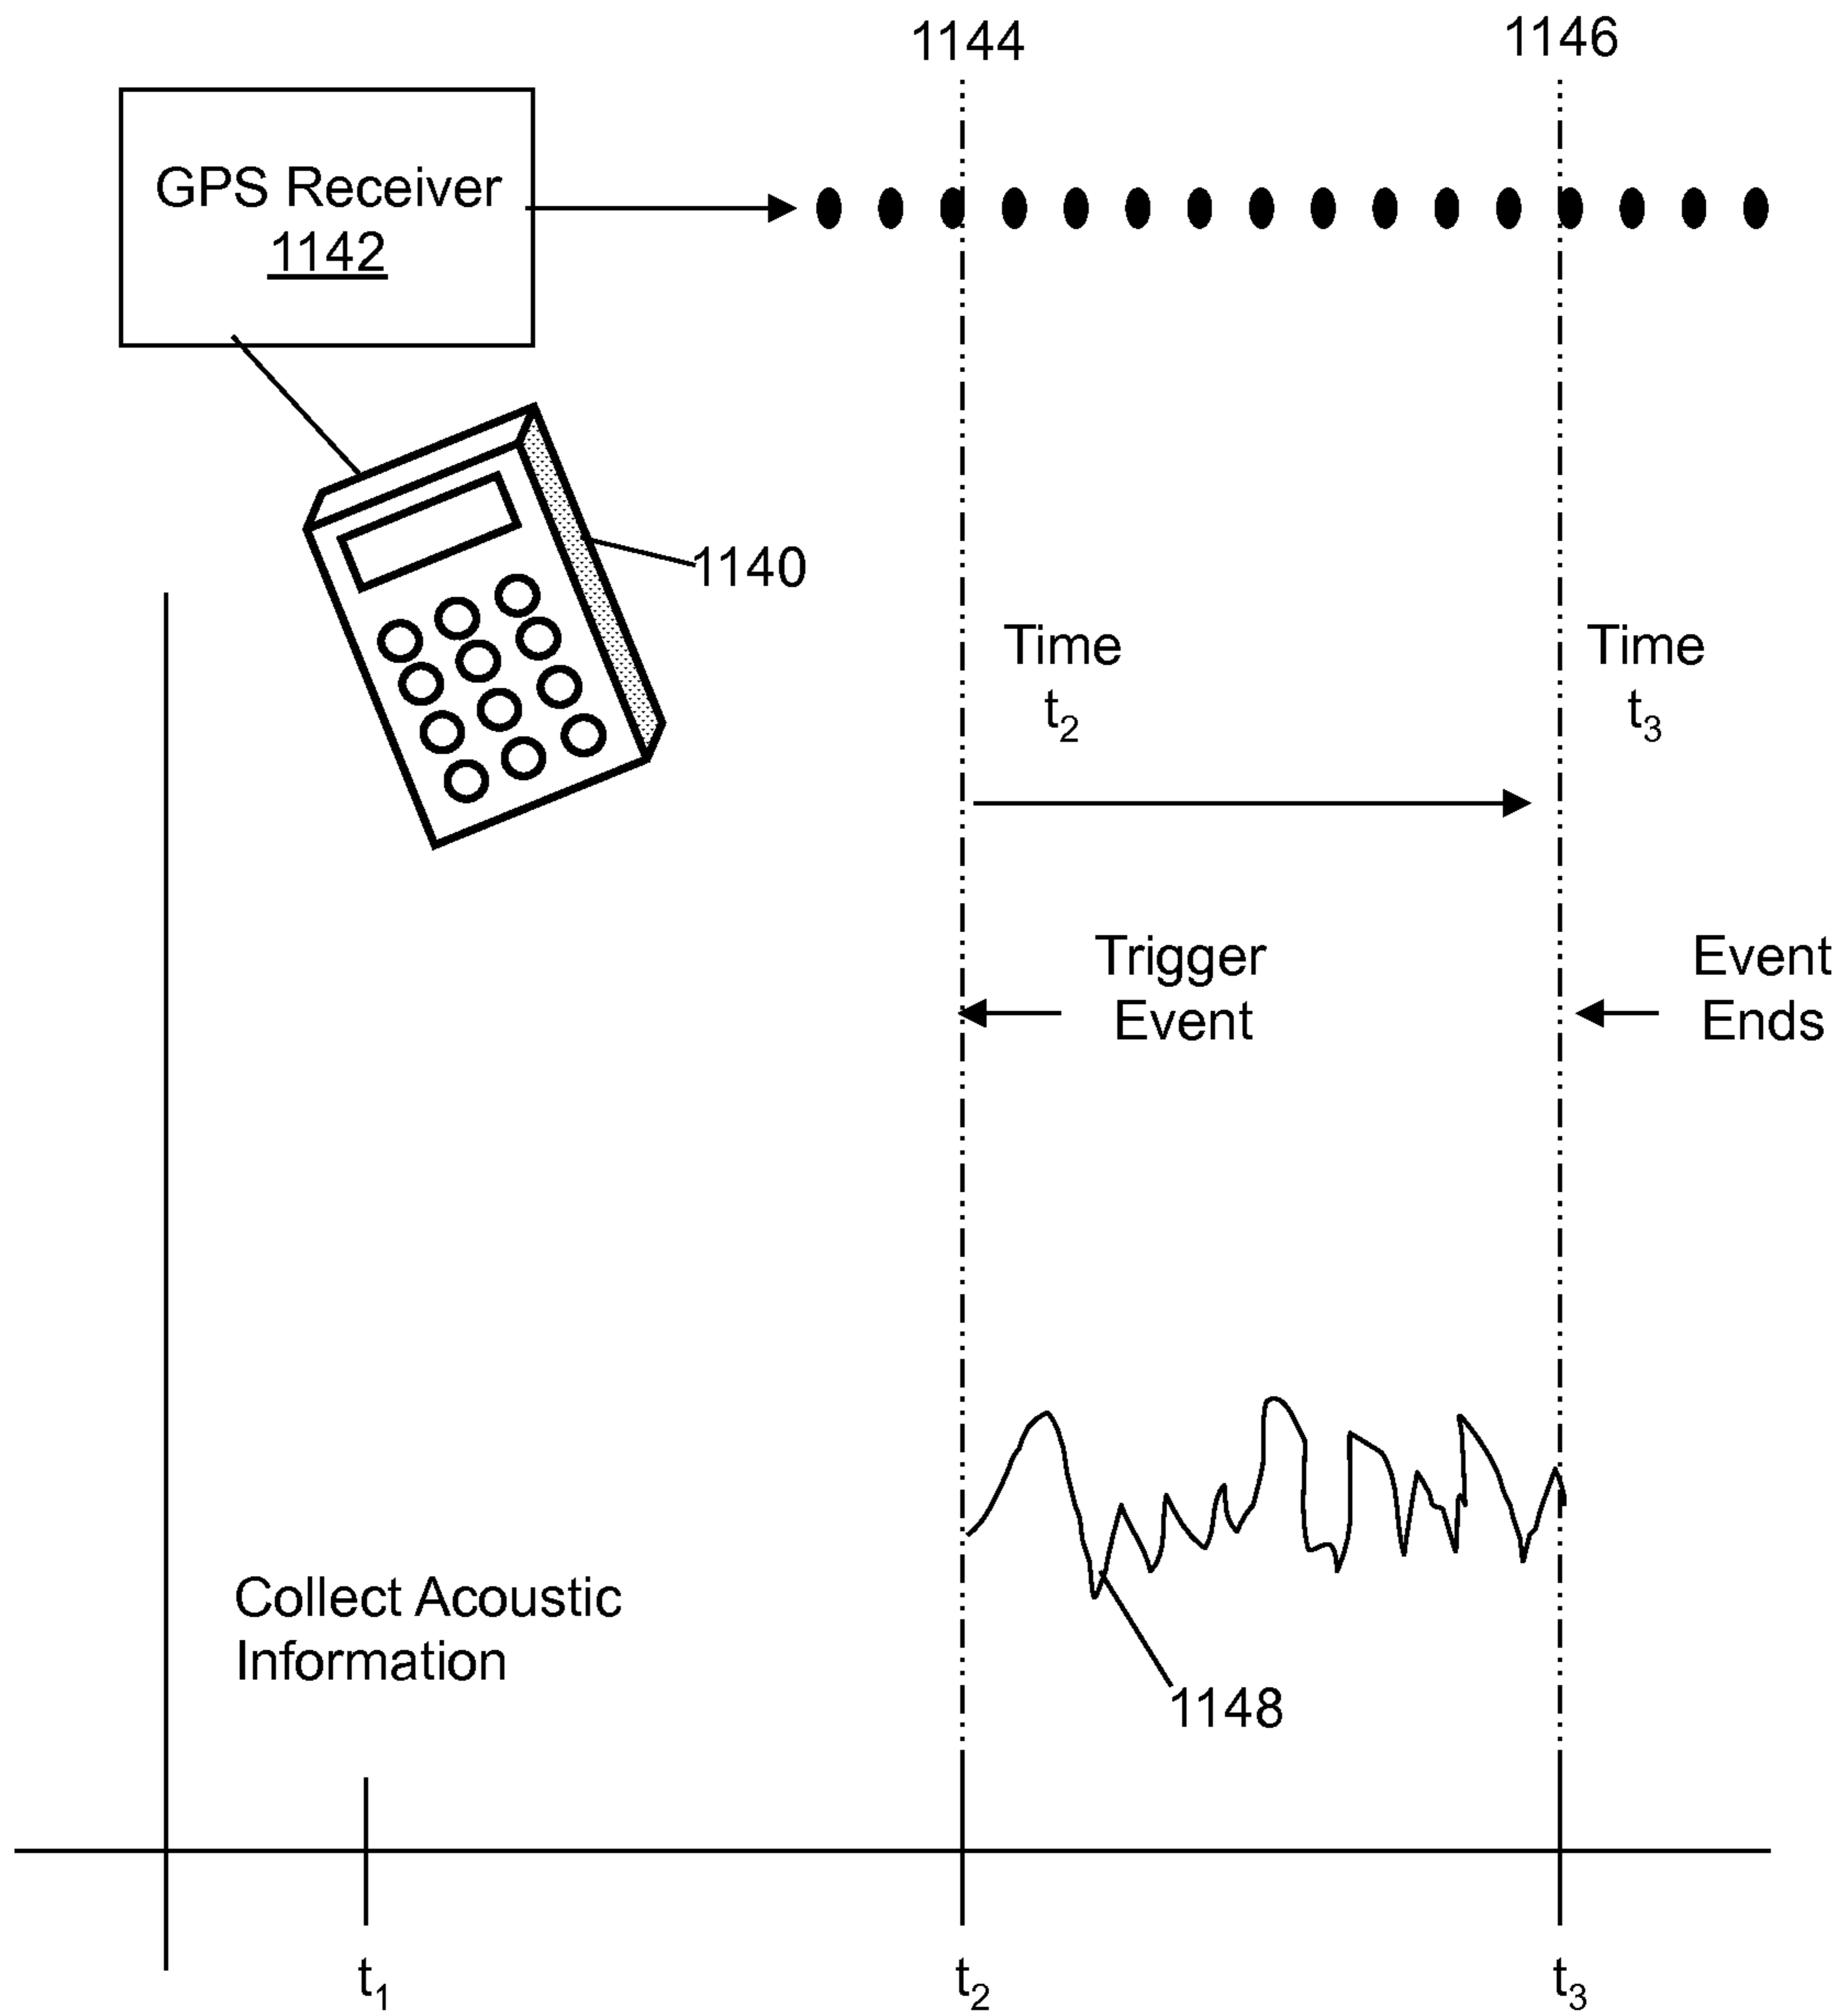 1144
1146
GPS Receiver
1142
1140
Time
t₂
Time
t₃
Trigger
Event
Event
Ends
Collect Acoustic
Information
1148
t₁
t₂
t₃